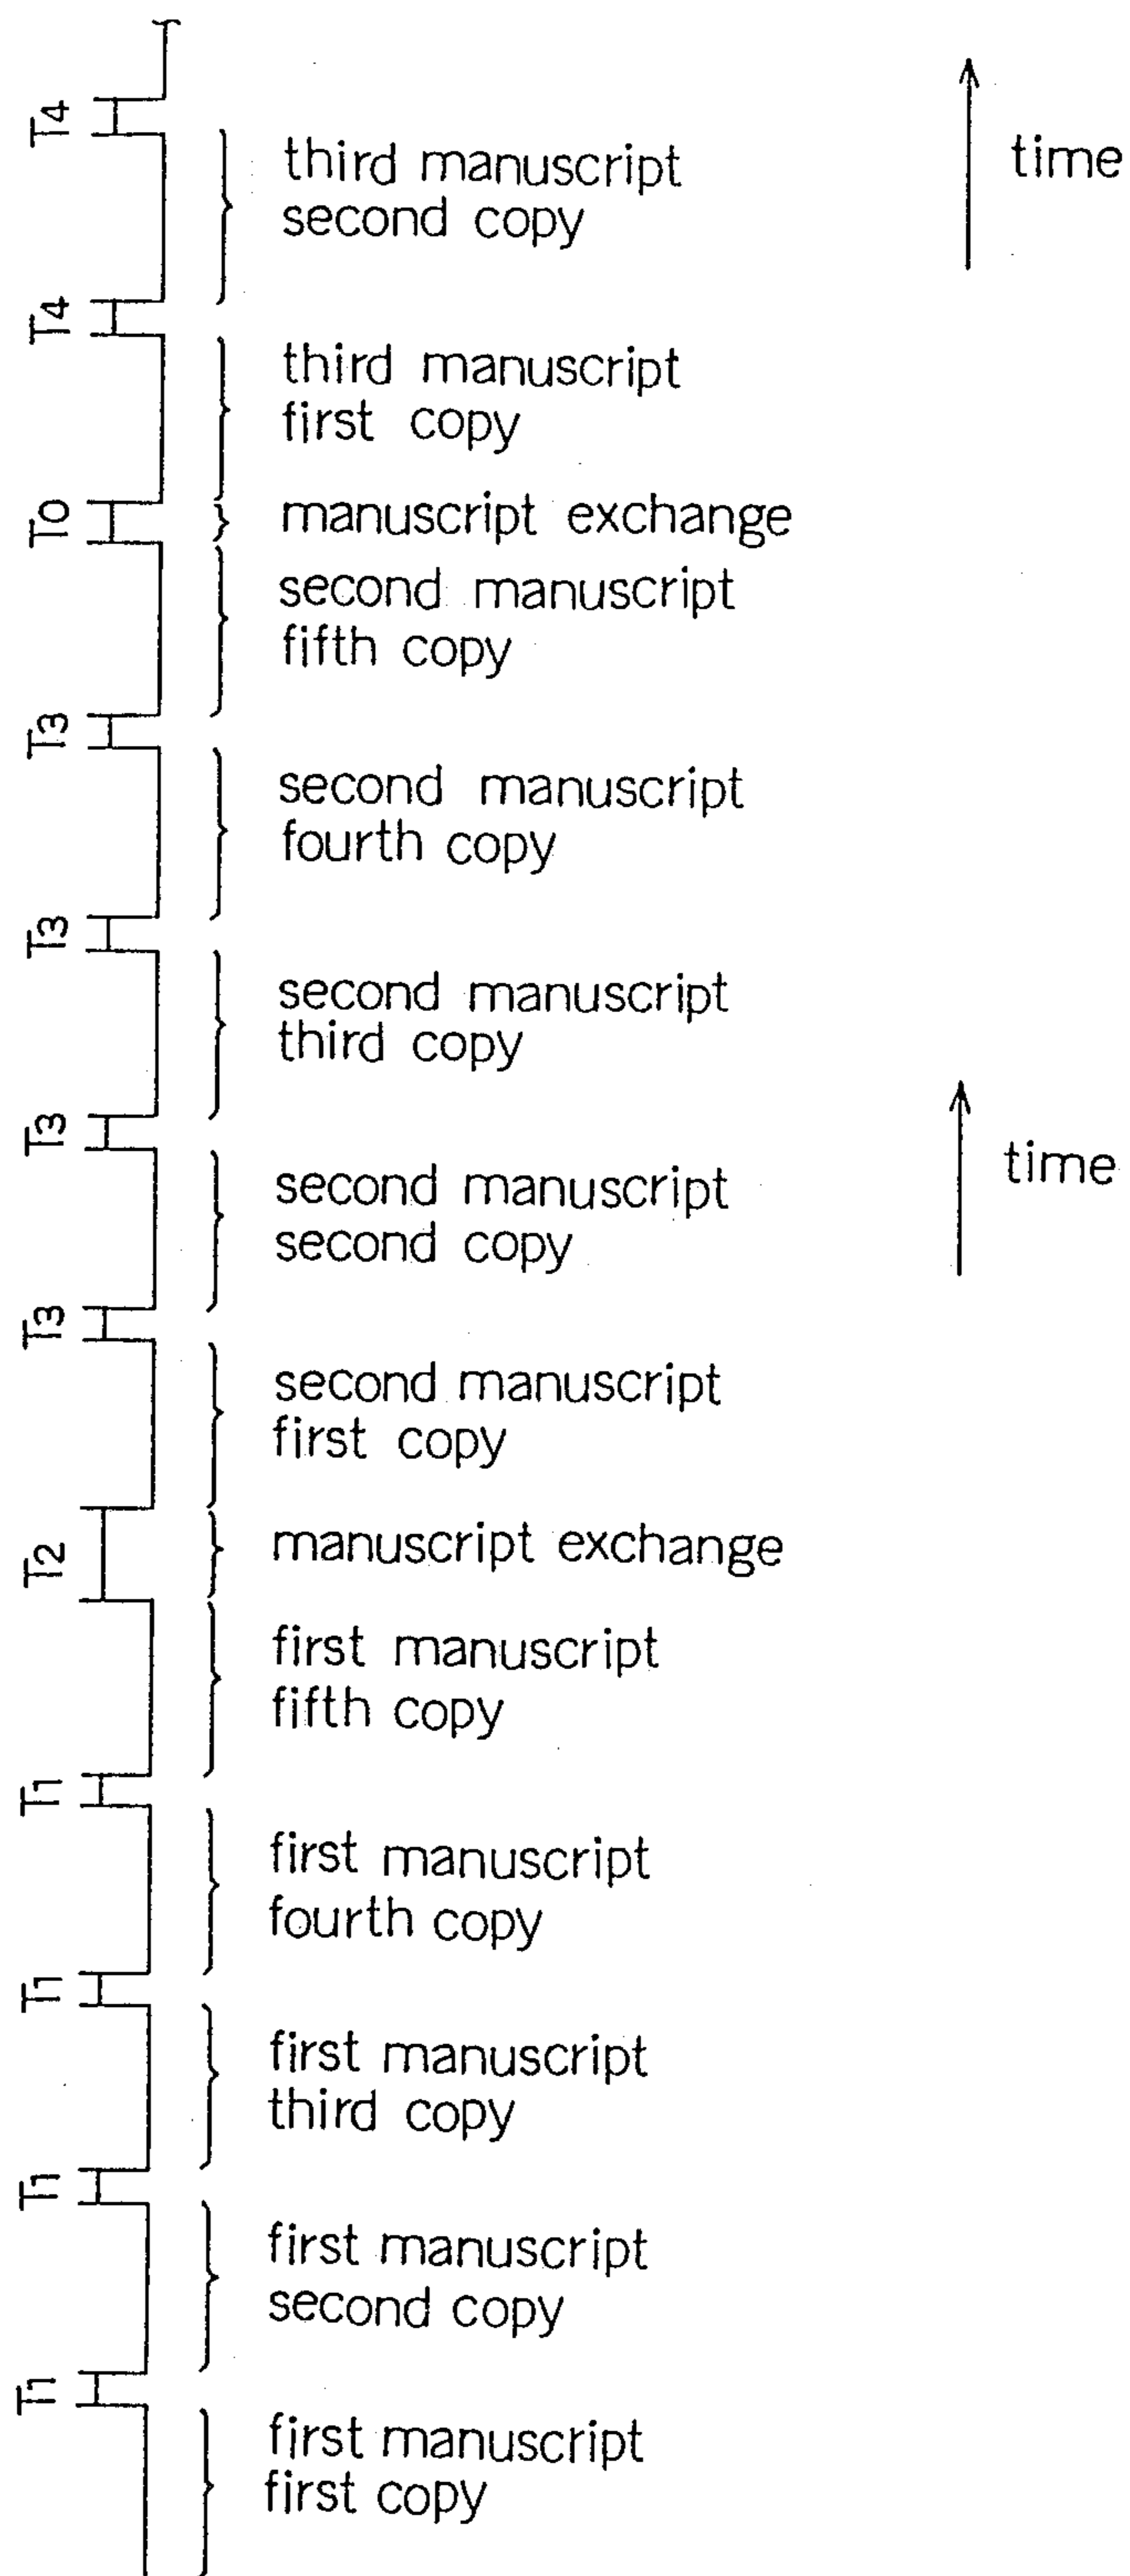 T4
third manuscript
second copy
time
T4
third manuscript
first copy
T0
manuscript exchange
second manuscript
fifth copy
T3
second manuscript
fourth copy
T3
second manuscript
third copy
T3
second manuscript
second copy
time
T3
second manuscript
first copy
T2
manuscript exchange
first manuscript
fifth copy
T1
first manuscript
fourth copy
T1
first manuscript
third copy
T1
first manuscript
second copy
T1
first manuscript
first copy